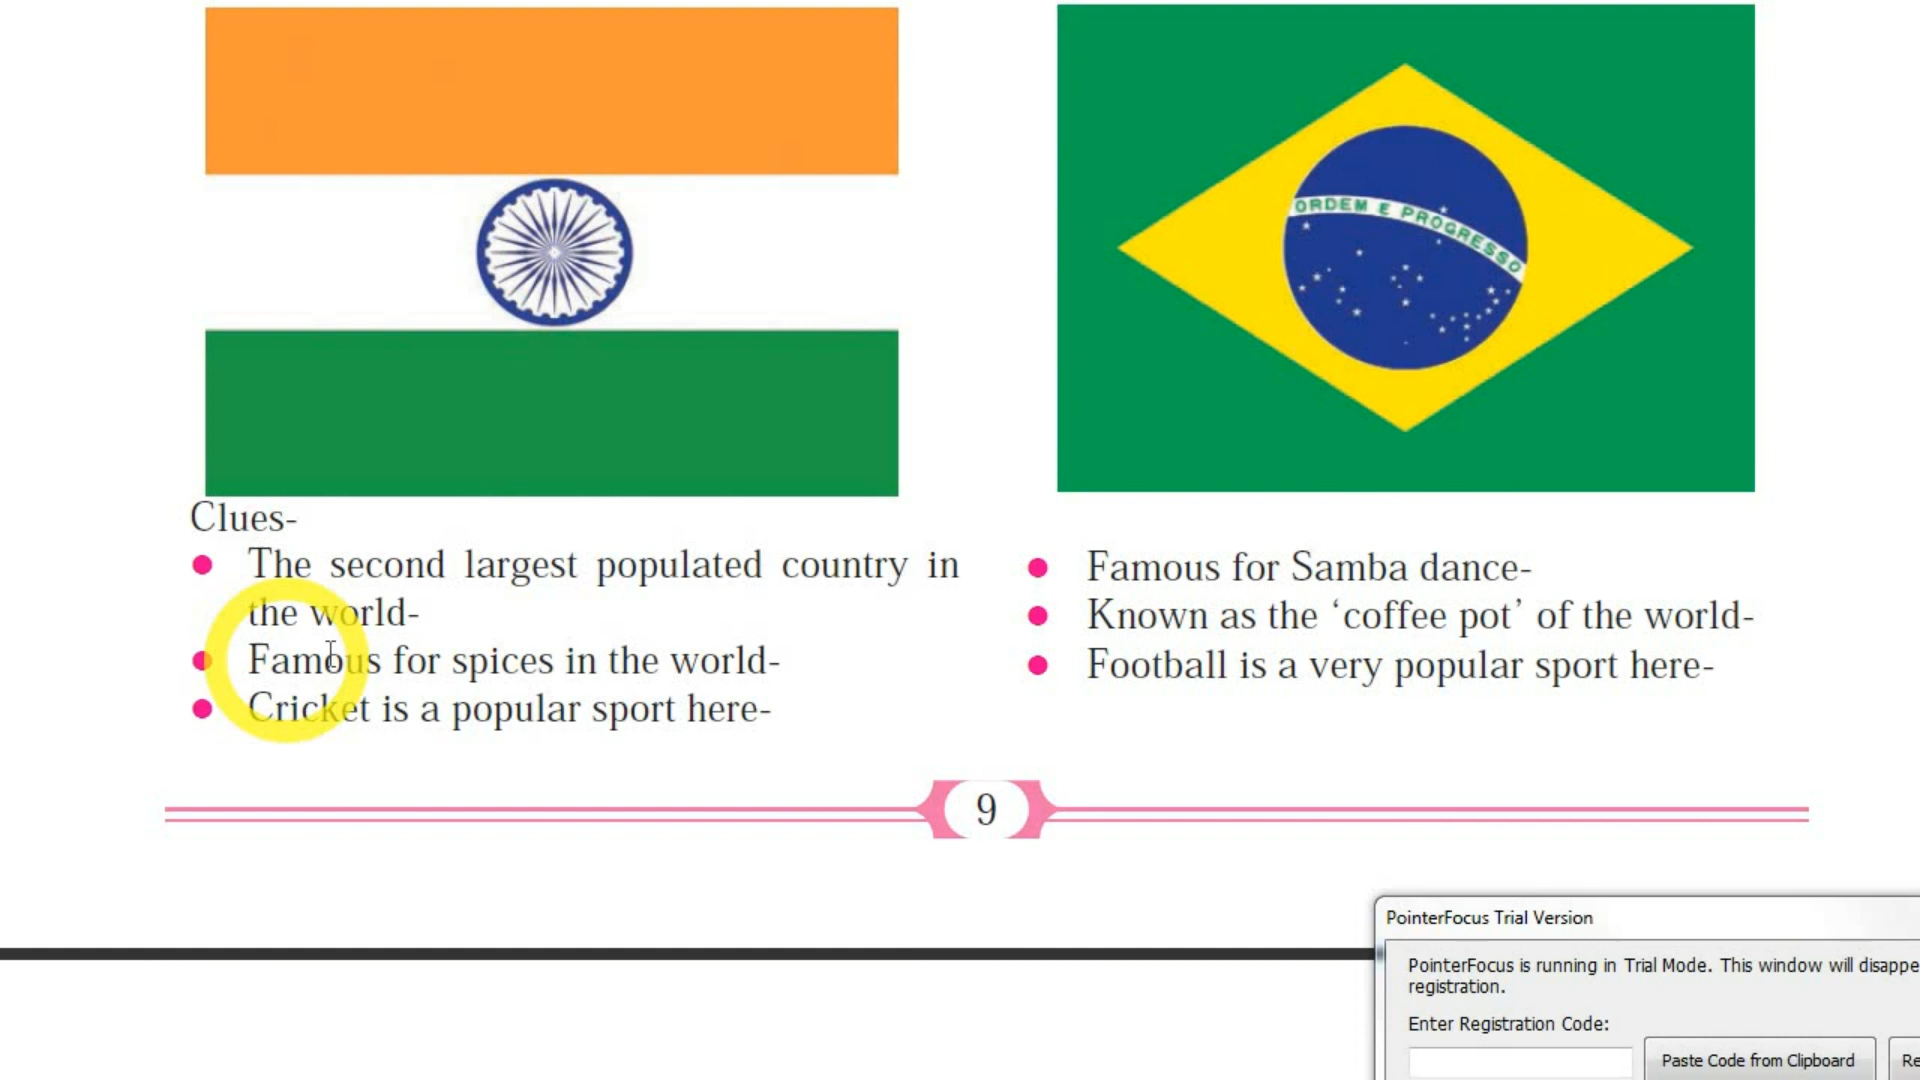 ORDEM E PROGRESSO
Clues-
The second largest populated country in
the world-
Famous for spices in the world-
Cricket is a popular sport here-
Famous for Samba dance-
Known as the ‘coffee pot’ of the world-
Football is a very popular sport here-
9
PointerFocus Trial Version
PointerFocus is running in Trial Mode. This window will disappe
registration.
Enter Registration Code:
Paste Code from Clipboard
Re